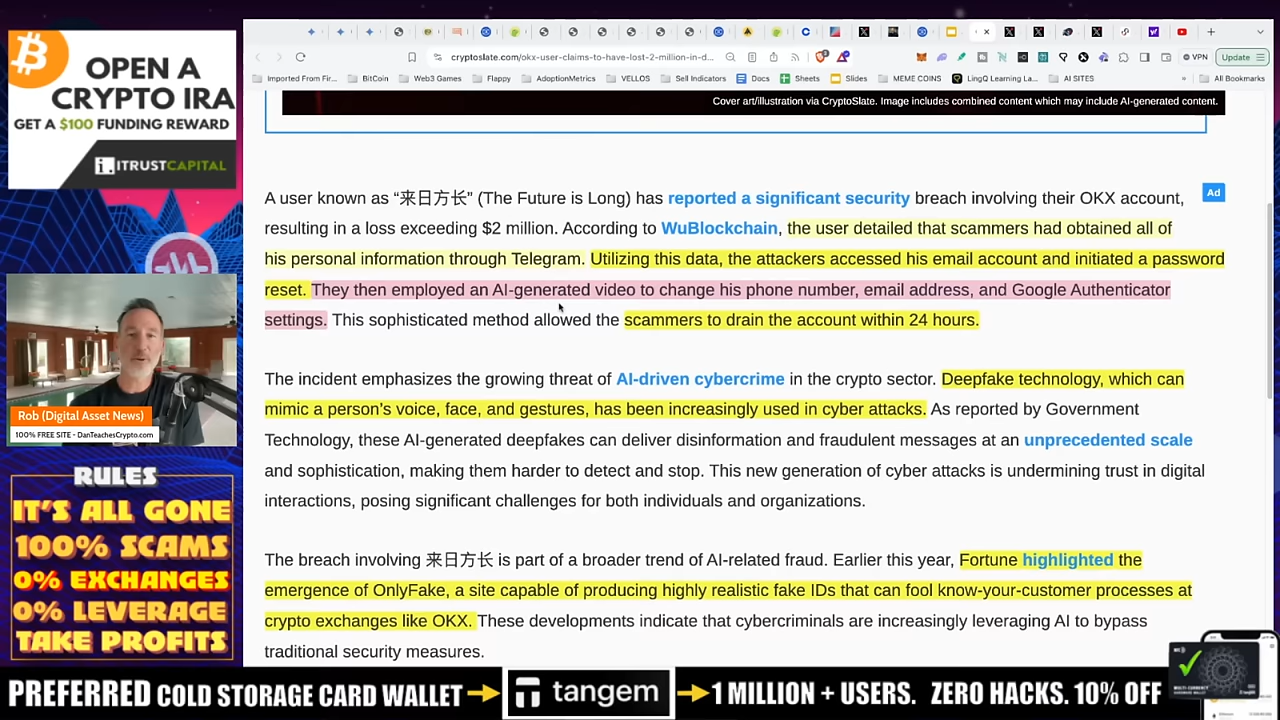 OPEN A
CRYPTO IRA
GET A $100 FUNDING REWARD
ITRUSTCAPITAL
cryptoslate.com/okx-user-claims-to-have-lost-2-million-in-d...
VPN
Update
Imported From Fir...
BitCoin
Web3 Games
Flappy
AdoptionMetrics
VELLOS
Sell Indicators
Docs
Sheets
Slides
MEME COINS
LingQ Learning La...
AI SITES
All Bookmarks
Cover art/illustration via CryptoSlate. Image includes combined content which may include AI-generated content.
Ad
A user known as “来日方长” (The Future is Long) has reported a significant security breach involving their OKX account,
resulting in a loss exceeding $2 million. According to WuBlockchain, the user detailed that scammers had obtained all of
his personal information through Telegram. Utilizing this data, the attackers accessed his email account and initiated a password
reset. They then employed an AI-generated video to change his phone number, email address, and Google Authenticator
settings. This sophisticated method allowed the scammers to drain the account within 24 hours.
The incident emphasizes the growing threat of AI-driven cybercrime in the crypto sector. Deepfake technology, which can
mimic a person’s voice, face, and gestures, has been increasingly used in cyber attacks. As reported by Government
Technology, these AI-generated deepfakes can deliver disinformation and fraudulent messages at an unprecedented scale
and sophistication, making them harder to detect and stop. This new generation of cyber attacks is undermining trust in digital
interactions, posing significant challenges for both individuals and organizations.
The breach involving 来日方长 is part of a broader trend of AI-related fraud. Earlier this year, Fortune highlighted the
emergence of OnlyFake, a site capable of producing highly realistic fake IDs that can fool know-your-customer processes at
crypto exchanges like OKX. These developments indicate that cybercriminals are increasingly leveraging AI to bypass
traditional security measures.
Rob (Digital Asset News)
100% FREE SITE - DanTeachesCrypto.com
RULES
IT'S ALL GONE
100% SCAMS
0% EXCHANGES
0% LEVERAGE
TAKE PROFITS
PREFERRED COLD STORAGE CARD WALLET
tangem
1 MILLION + USERS. ZERO HACKS. 10% OFF